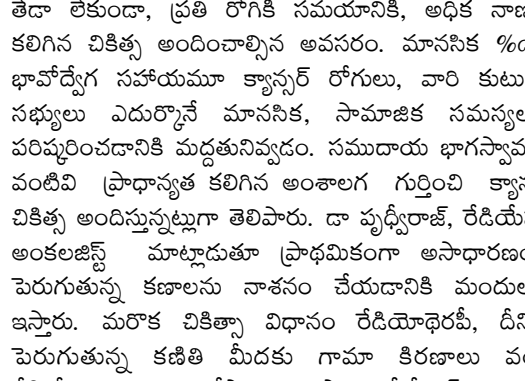 తేడా లేకుండా, ప్రతి రోగికి సమయానికి, అధిక
కలిగిన చికిత్స అందించాల్సిన అవసరం. మానసిక
భావోద్వేగ సహాయమూ క్యాన్సర్ రోగులు, వారి కుటు
సభ్యులు ఎదుర్కొనే మానసిక, సామాజిక సమస్యల
పరిష్కరించడానికి మద్దతునివ్వడం. సముదాయ భాగస్వా
వంటివి ప్రాధాన్యత కలిగిన అంశాలగ గుర్తించి
చికిత్స అందిస్తున్నట్లుగా తెలిపారు. డా పృధ్వీరాజ్,
అంకలజిస్ట్ మాట్లాడుతూ ప్రాథమికంగా
పెరుగుతున్న కణాలను నాశనం చేయడానికి
ఇస్తారు. మరొక చికిత్సా విధానం రేడియోథెరపీ,
పెరుగుతున్న కణితి మీదకు గామా కిరణాలు